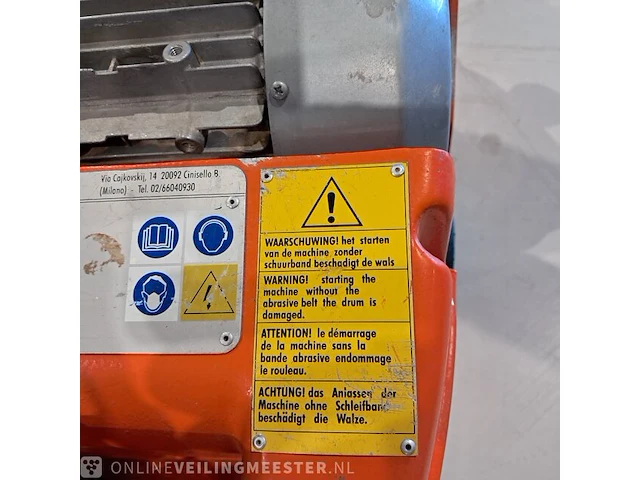 Via Cajkovskij, 14 20092 Cinisello B.
(Milano) - Tel. 02/66040930
WAARSCHUWING! het starten
van de machine zonder
schuurband beschadigt de wals
WARNING! starting the
machine without the
abrasive belt the drum is
damaged.
ATTENTION! le démarrage
de la machine sans la
bande abrasive endommage
le rouleau.
ACHTUNG! das Aniassen der
Maschine ohne Schleifband
beschädigt die Walze.
ONLINEVEILINGMEESTER.NL